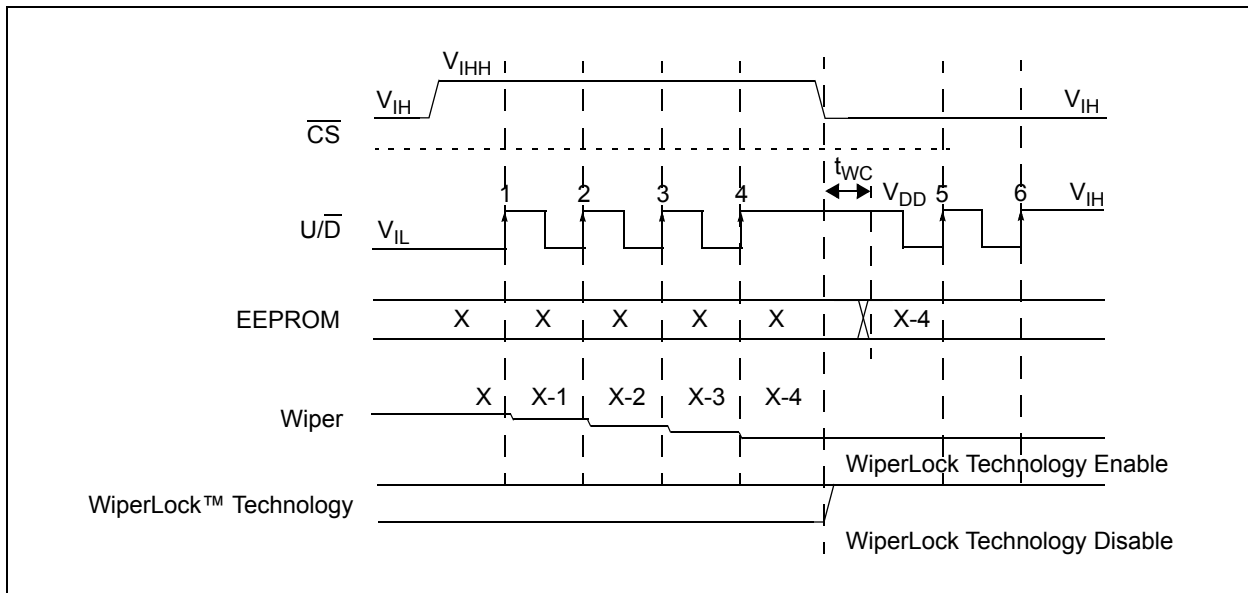 V_IHH
V_IH V_IH
CS
t_WC
1 2 3 4 V_DD 5 6 V_IH
U/D V_IL
EEPROM X X X X X X-4
X X-1 X-2 X-3 X-4
Wiper
WiperLock Technology Enable
WiperLock™ Technology
WiperLock Technology Disable